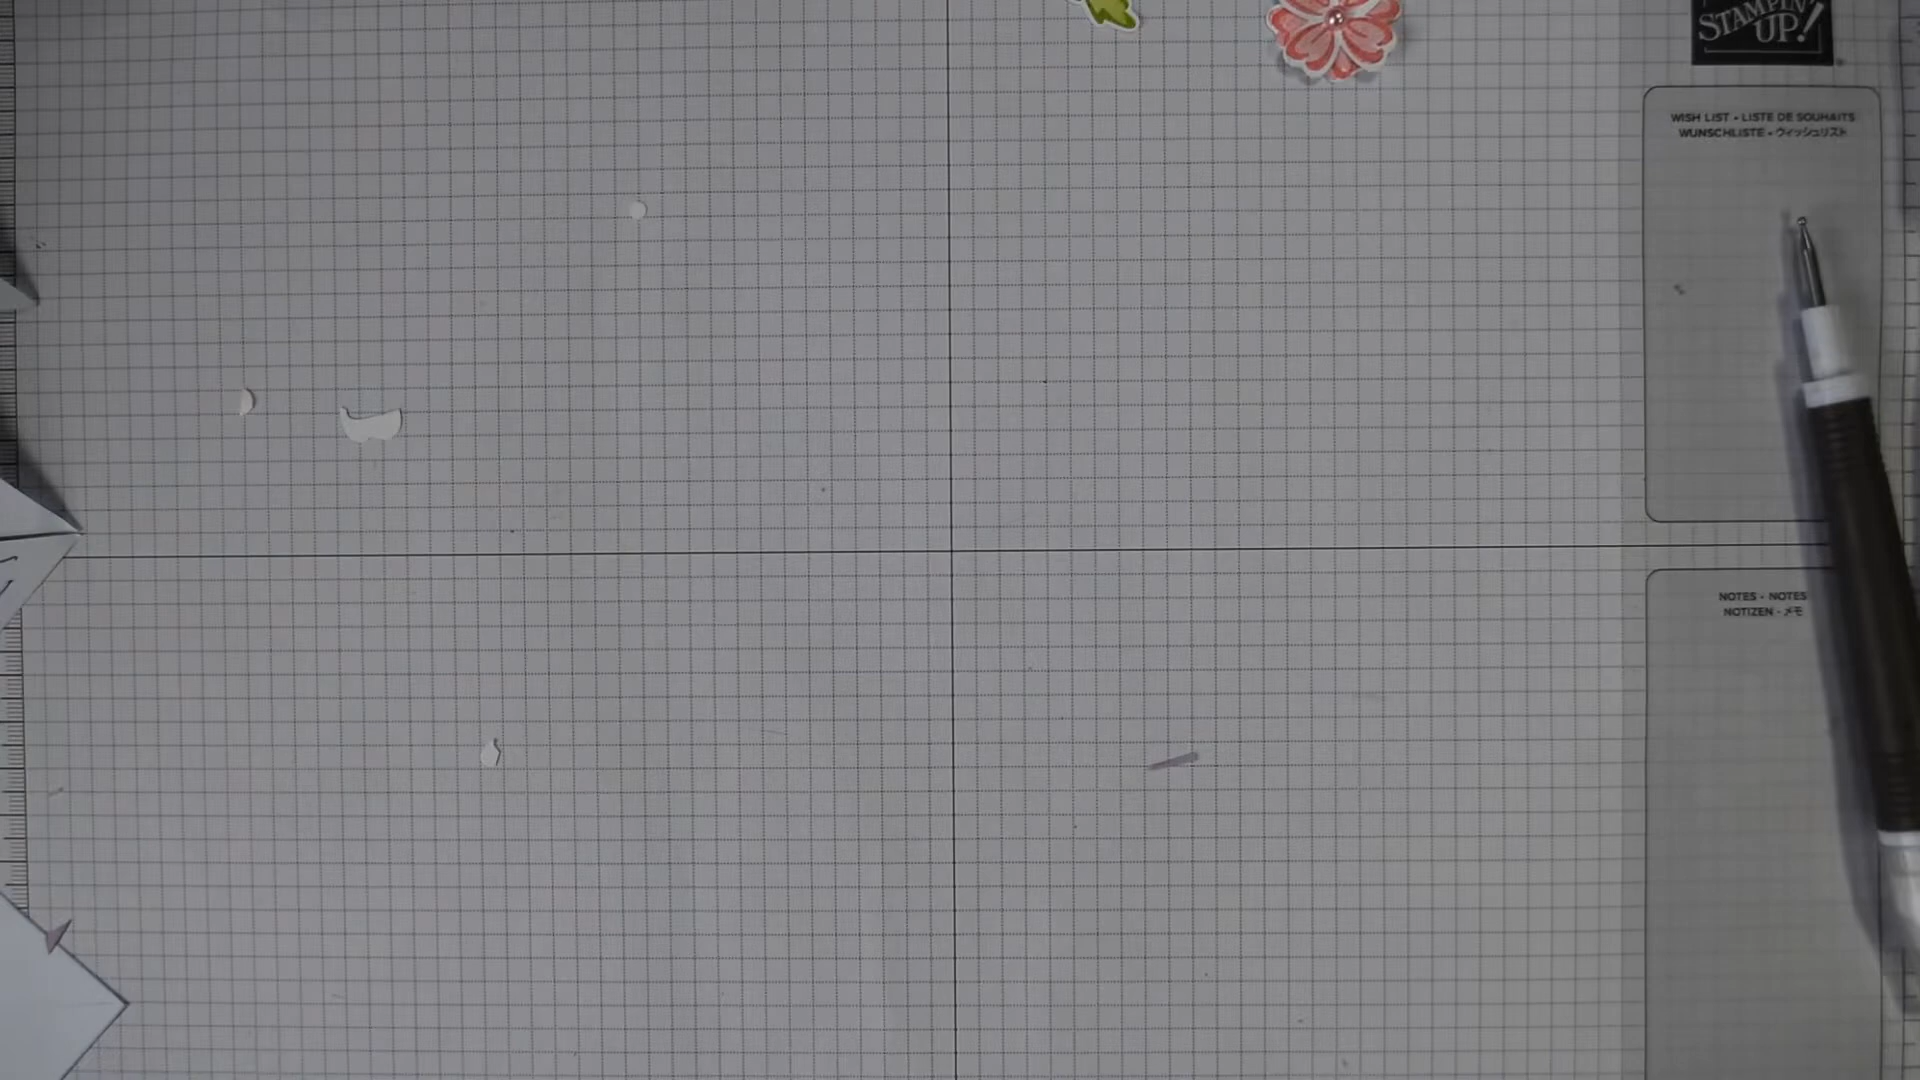 STAMPIN'
UP!
WISH LIST • LISTE DE SOUHAITS
WUNSCHLISTE • ウィッシュリスト
NOTES • NOTES
NOTIZEN • メモ